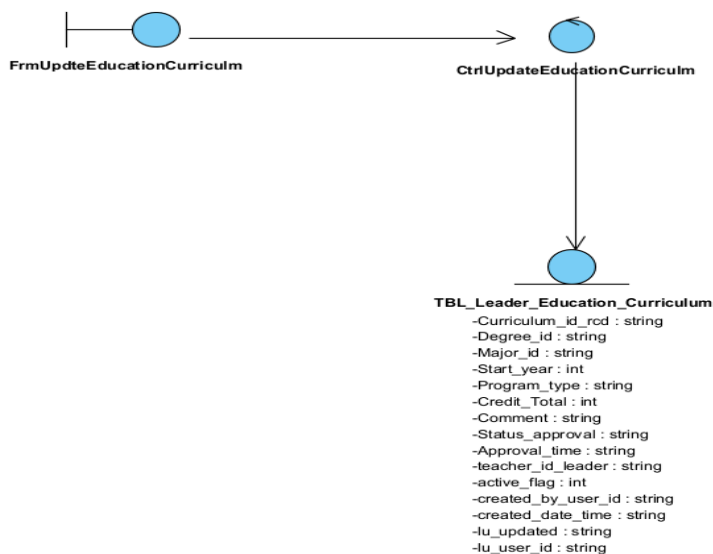 FrmUpdteEducationCurriculm
CtrlUpdateEducationCurriculm
TBL_Leader_Education_Curriculum
-Curriculum_id_rcd : string
-Degree_id : string
-Major_id : string
-Start_year : int
-Program_type : string
-Credit_Total : int
-Comment : string
-Status_approval : string
-Approval_time : string
-teacher_id_leader : string
-active_flag : int
-created_by_user_id : string
-created_date_time : string
-lu_updated : string
-lu_user_id : string